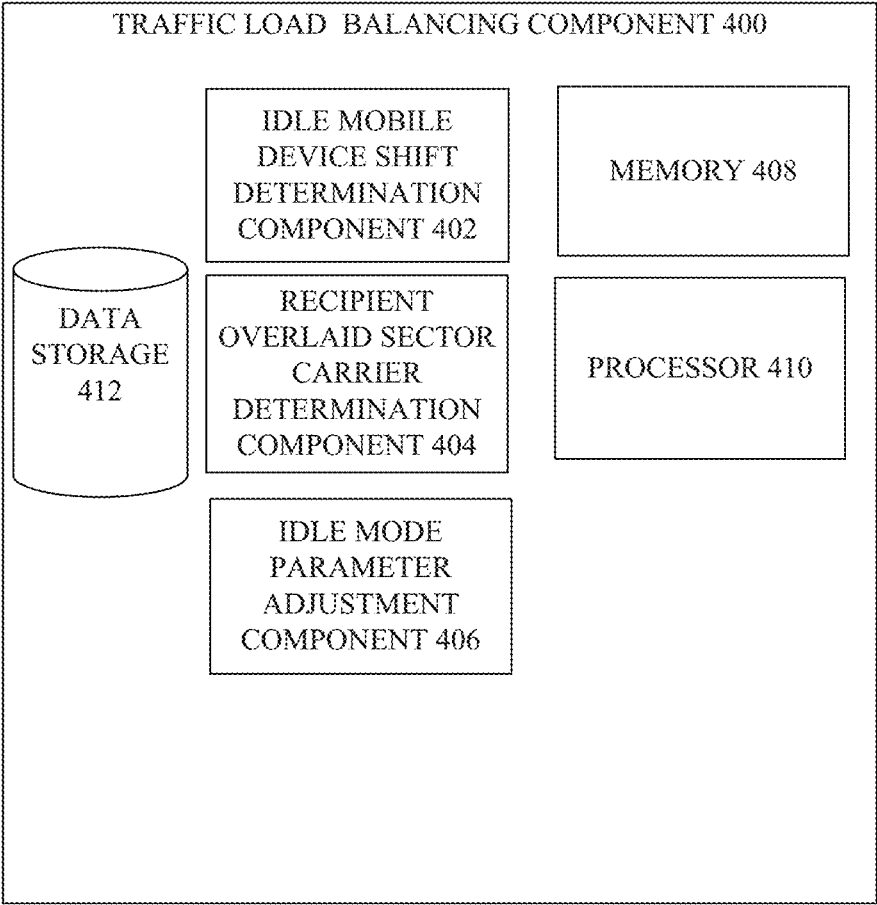 TRAFFIC LOAD BALANCING COMPONENT 400
IDLE MOBILE
DEVICE SHIFT
DETERMINATION
COMPONENT 402
MEMORY 408
DATA
STORAGE
412
RECIPIENT
OVERLAID SECTOR
CARRIER
DETERMINATION
COMPONENT 404
PROCESSOR 410
IDLE MODE
PARAMETER
ADJUSTMENT
COMPONENT 406